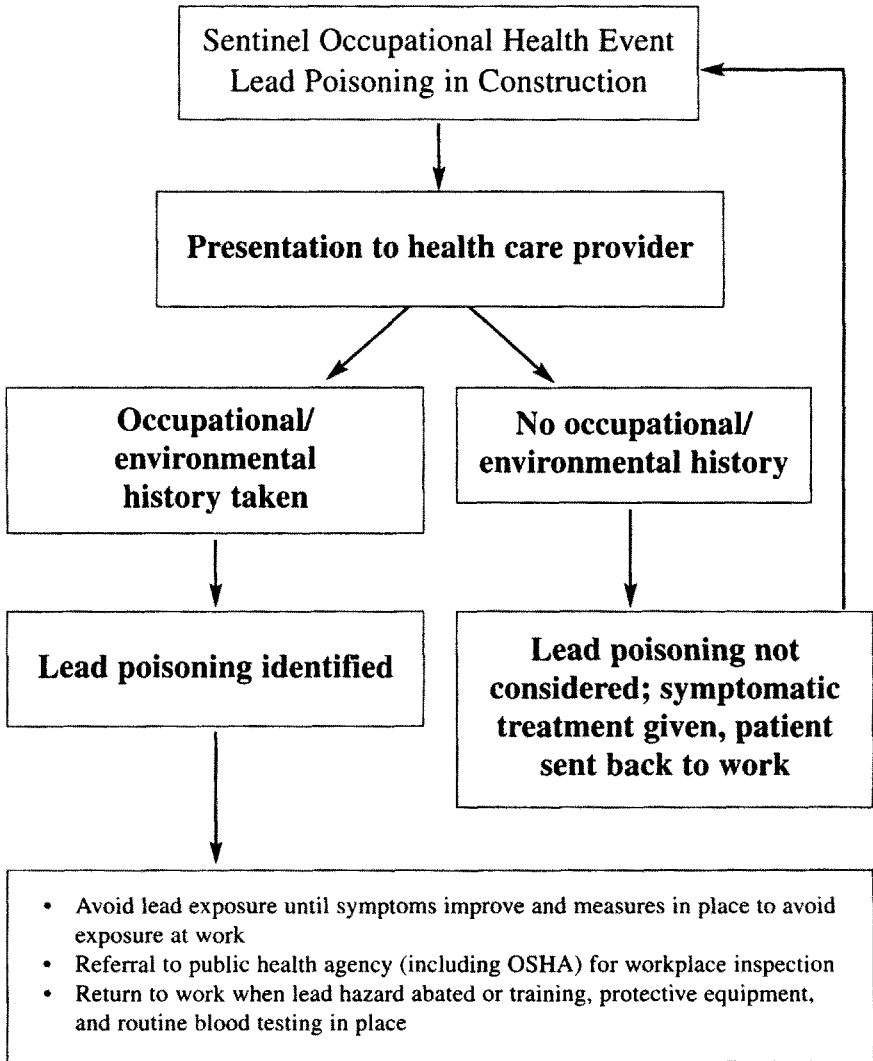 Sentinel Occupational Health Event
Lead Poisoning in Construction
Presentation to health care provider
Occupational/
environmental
history taken
No occupational/
environmental history
Lead poisoning identified
Lead poisoning not
considered; symptomatic
treatment given, patient
sent back to work
• Avoid lead exposure until symptoms improve and measures in place to avoid
exposure at work
• Referral to public health agency (including OSHA) for workplace inspection
• Return to work when lead hazard abated or training, protective equipment,
and routine blood testing in place